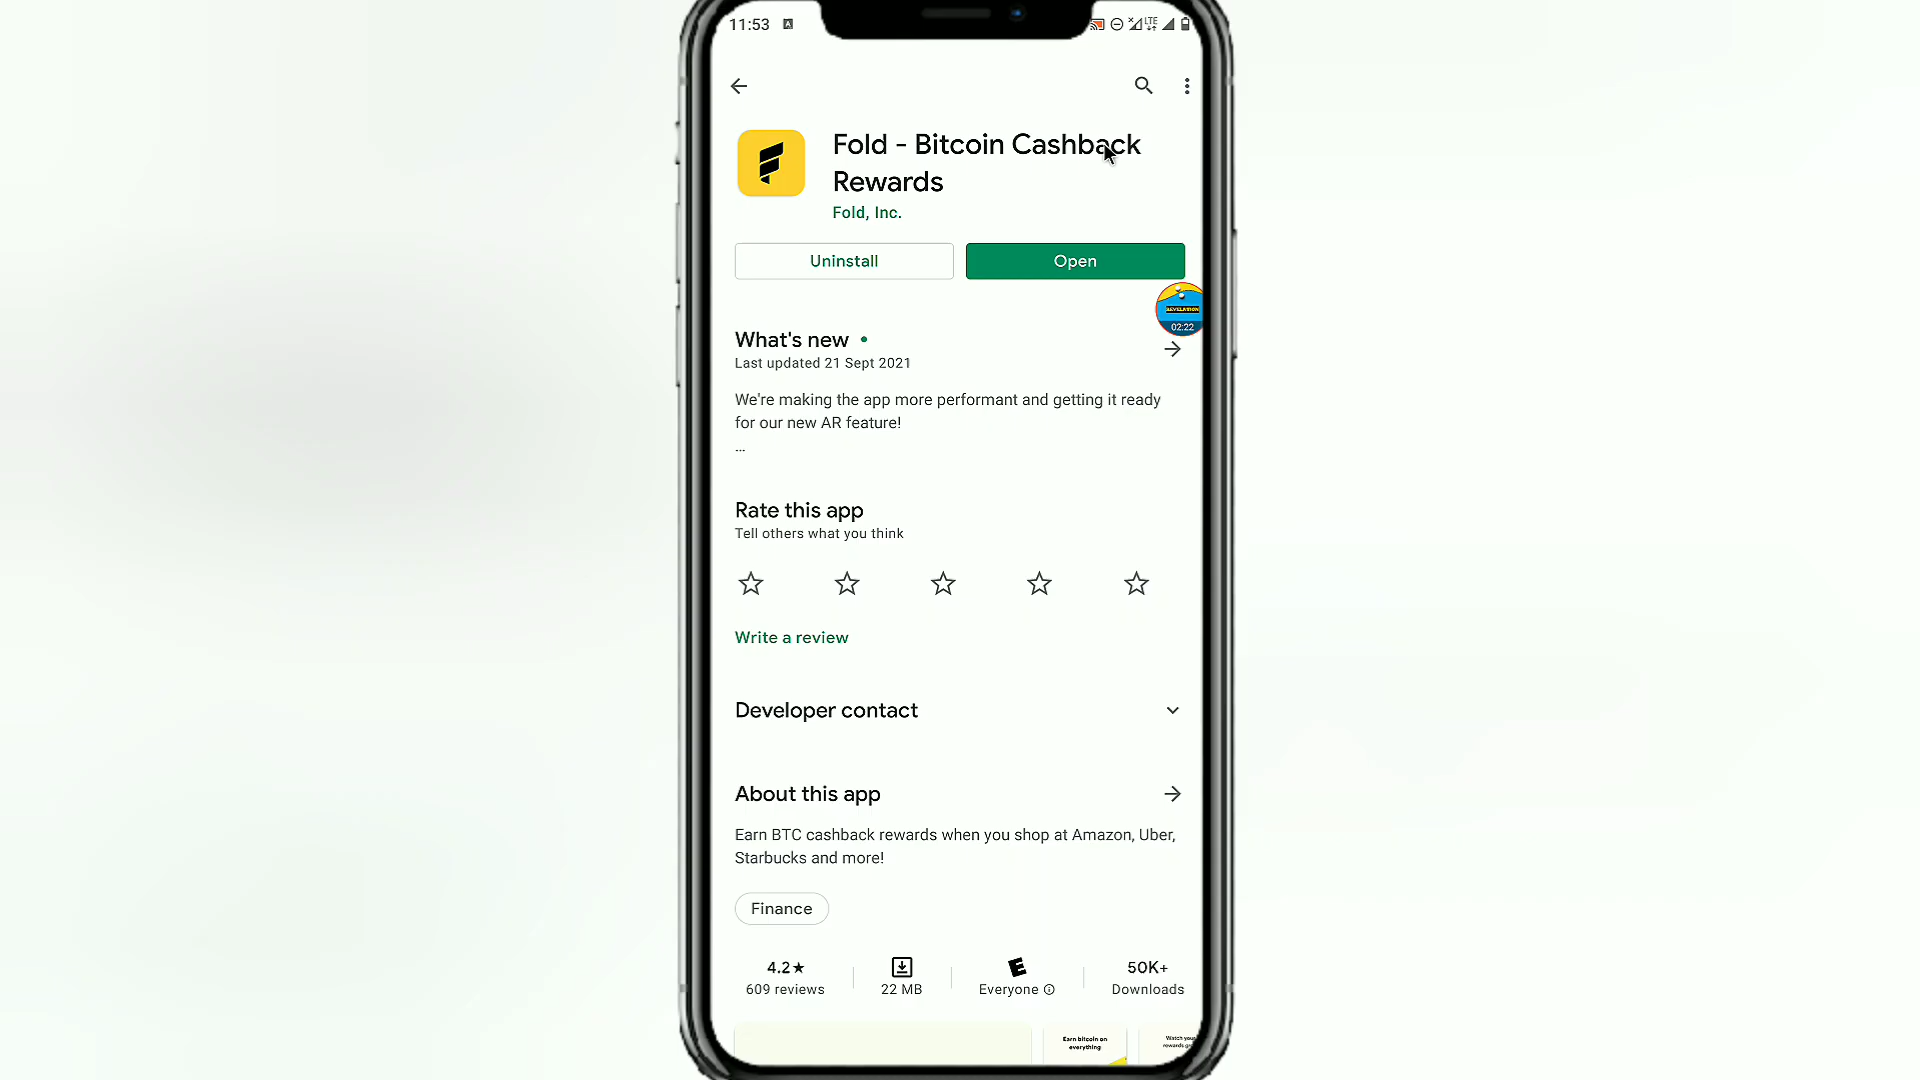 11:53
LTE
Fold - Bitcoin Cashback
Rewards
Fold, Inc.
Uninstall
Open
REVELATION
02:22
What's new
Last updated 21 Sept 2021
We're making the app more performant and getting it ready
for our new AR feature!
...
Rate this app
Tell others what you think
Write a review
Developer contact
About this app
Earn BTC cashback rewards when you shop at Amazon, Uber,
Starbucks and more!
Finance
4.2★
609 reviews
22 MB
E
Everyone
50K+
Downloads
Earn bitcoin on
everything
Watch your
rewards